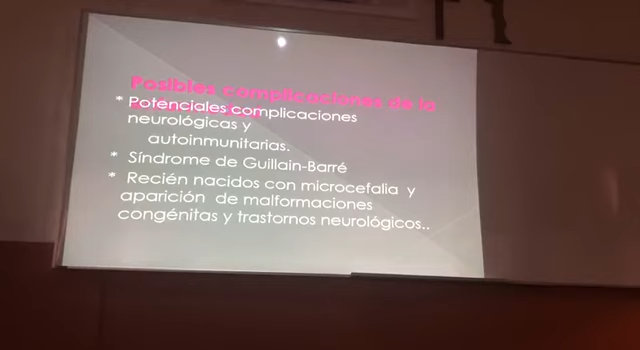 Posibles complicaciones de la
* Potenciales complicaciones
neurológicas y
autoinmunitarias.
* Síndrome de Guillain-Barré
* Recién nacidos con microcefalia y
aparición de malformaciones
congénitas y trastornos neurológicos..